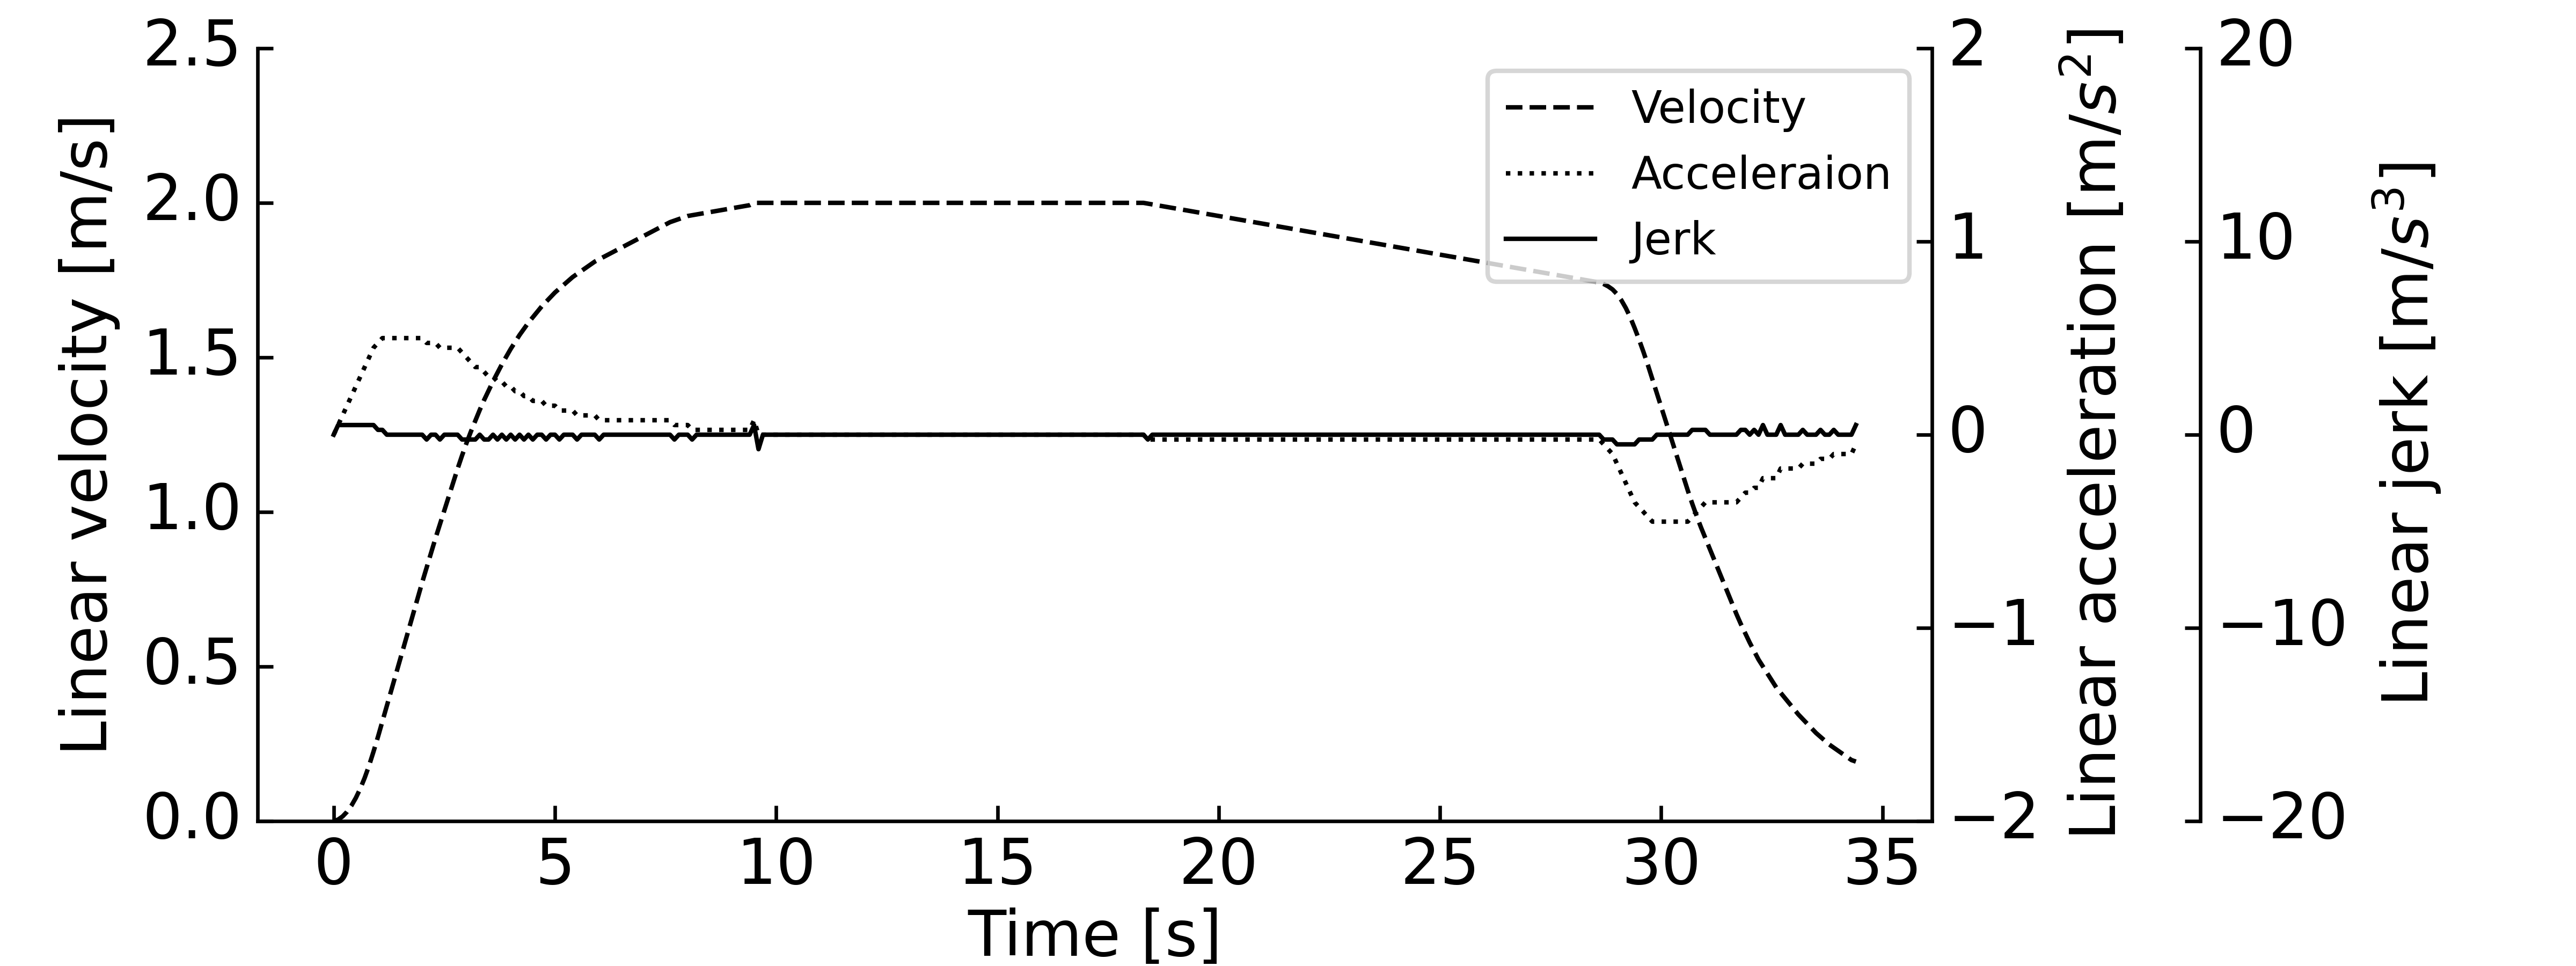 Linear velocity [m/s]
2.5
2.0
1.5
1.0
0.5
0.0
0 5 10 15 20 25 30 35
Time [s]
Velocity
Acceleraion
Jerk
2
1
0
−1
−2
Linear acceleration [m/s²]
20
10
0
−10
−20
Linear jerk [m/s³]